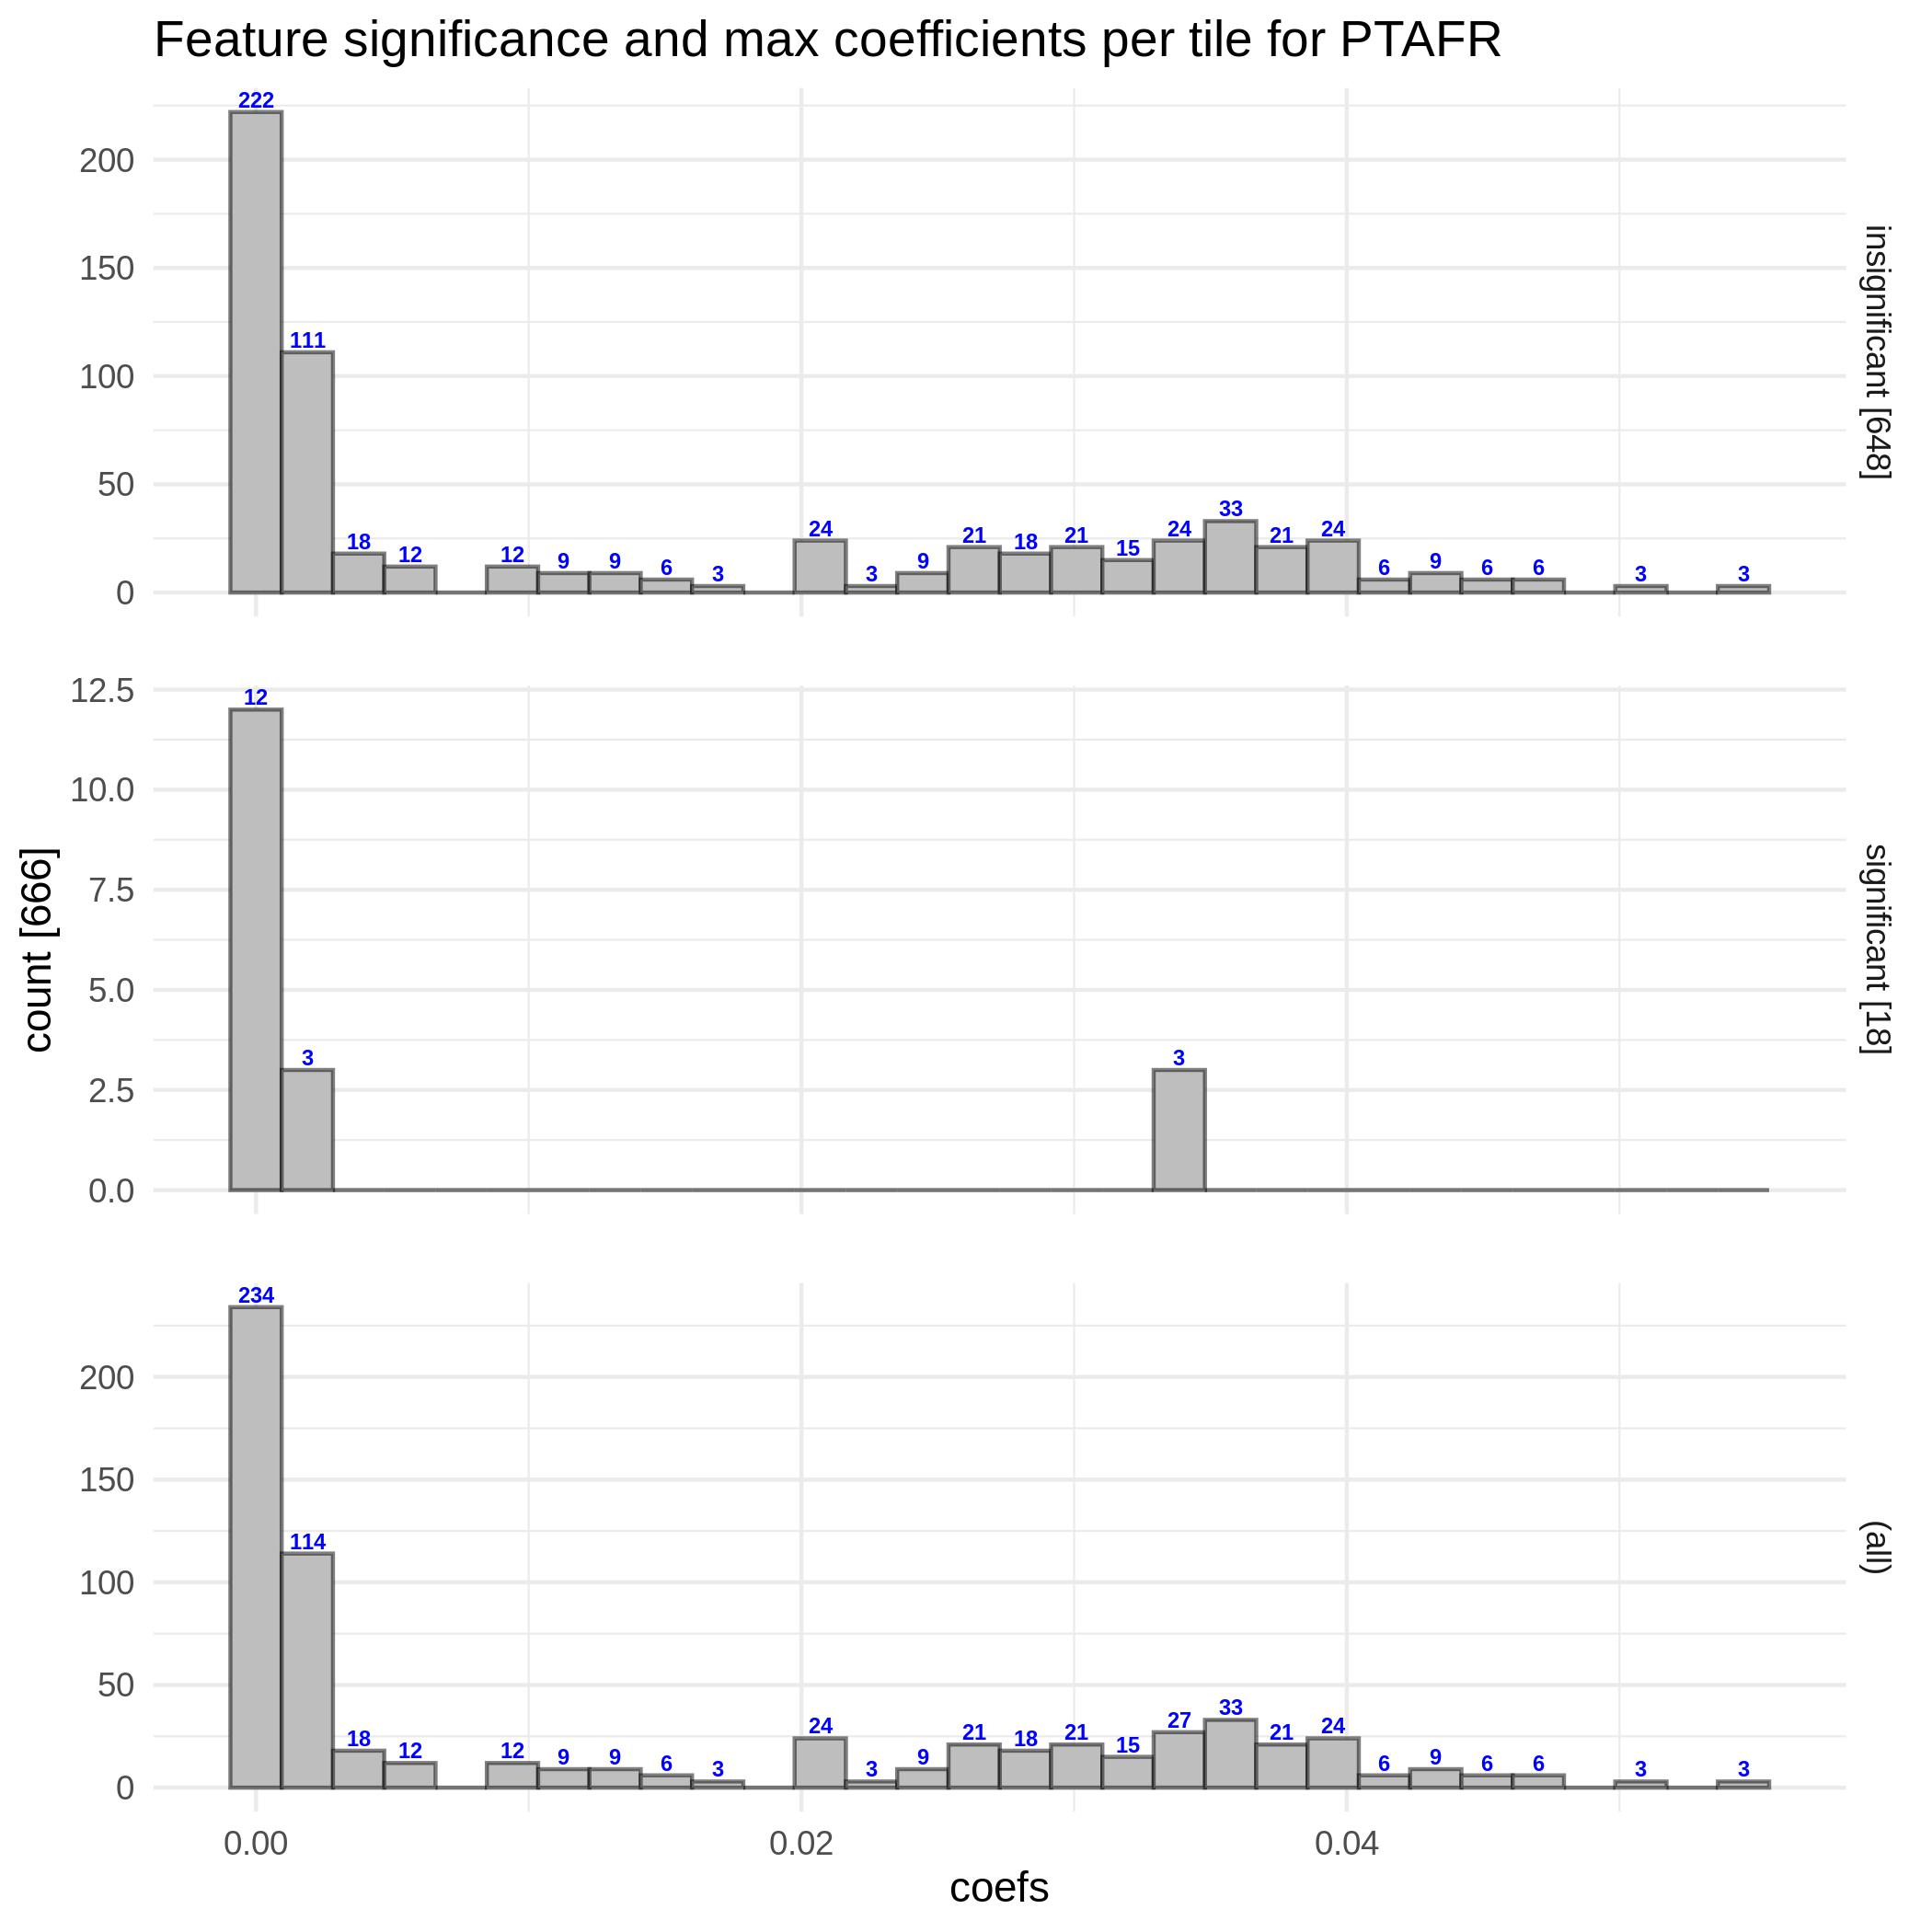 Feature significance and max coefficients per tile for PTAFR
222
200
150
111
100
50
33
24 21 18 21 15 24 21 24
18 12 12 9 9 6 3 3 9 6 9 6 6 3 3
0
insignificant [648]
12.5
12
10.0
7.5
5.0
3 3
2.5
0.0
significant [18]
count [666]
234
200
150
114
100
50
33
24 21 18 21 15 27 21 24
18 12 12 9 9 6 3 3 9 6 9 6 6 3 3
0
(all)
0.00 0.02 0.04
coefs